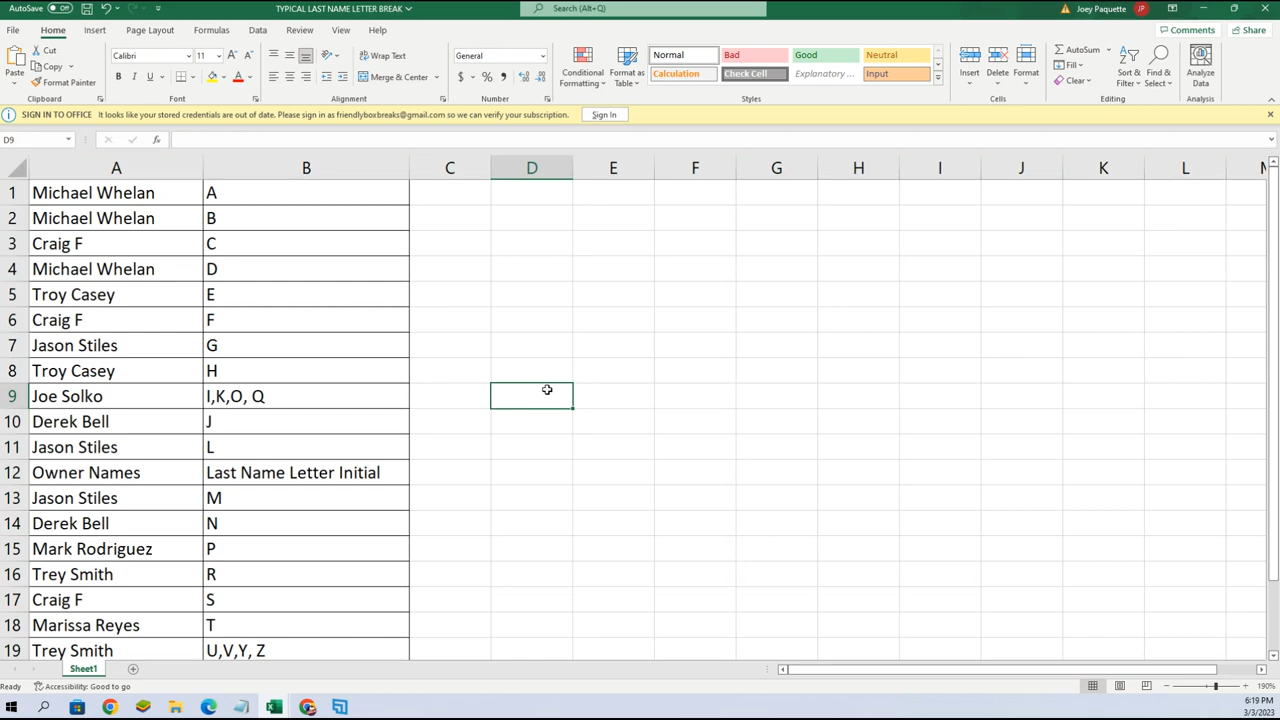 AutoSave Off TYPICAL LAST NAME LETTER BREAK Search (Alt+Q) Joey Paquette JP
File Home Insert Page Layout Formulas Data Review View Help Comments Share
Paste Cut Copy Format Painter Clipboard
Calibri 11 B I U A Font
Wrap Text Merge & Center Alignment
General $ % Number
Conditional Formatting Format as Table Normal Bad Good Neutral Calculation Check Cell Explanatory ... Input Styles
Insert Delete Format Cells
AutoSum Fill Clear Sort & Filter Find & Select Editing
Analyze Data Analysis
SIGN IN TO OFFICE It looks like your stored credentials are out of date. Please sign in as friendlyboxbreaks@gmail.com so we can verify your subscription. Sign In
D9 fx
A B C D E F G H I J K L
1 Michael Whelan A
2 Michael Whelan B
3 Craig F C
4 Michael Whelan D
5 Troy Casey E
6 Craig F F
7 Jason Stiles G
8 Troy Casey H
9 Joe Solko I,K,O, Q
10 Derek Bell J
11 Jason Stiles L
12 Owner Names Last Name Letter Initial
13 Jason Stiles M
14 Derek Bell N
15 Mark Rodriguez P
16 Trey Smith R
17 Craig F S
18 Marissa Reyes T
19 Trey Smith U,V,Y, Z
Sheet1
Ready Accessibility: Good to go 190%
6:19 PM
3/3/2023